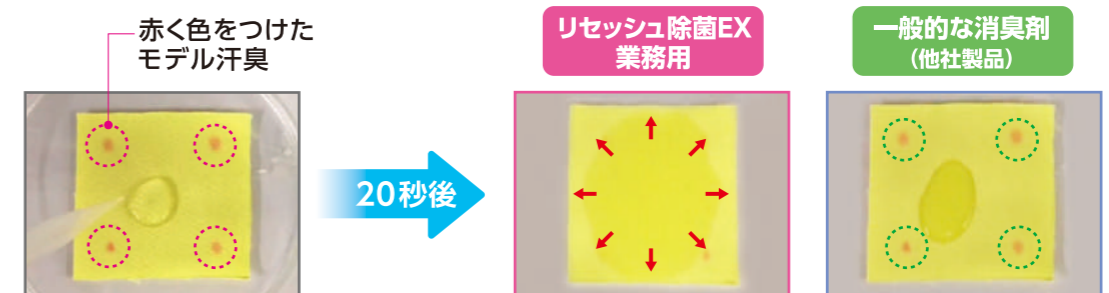 赤く色をつけた
モデル汗臭
20秒後
リセッシュ除菌EX
業務用
一般的な消臭剤
(他社製品)